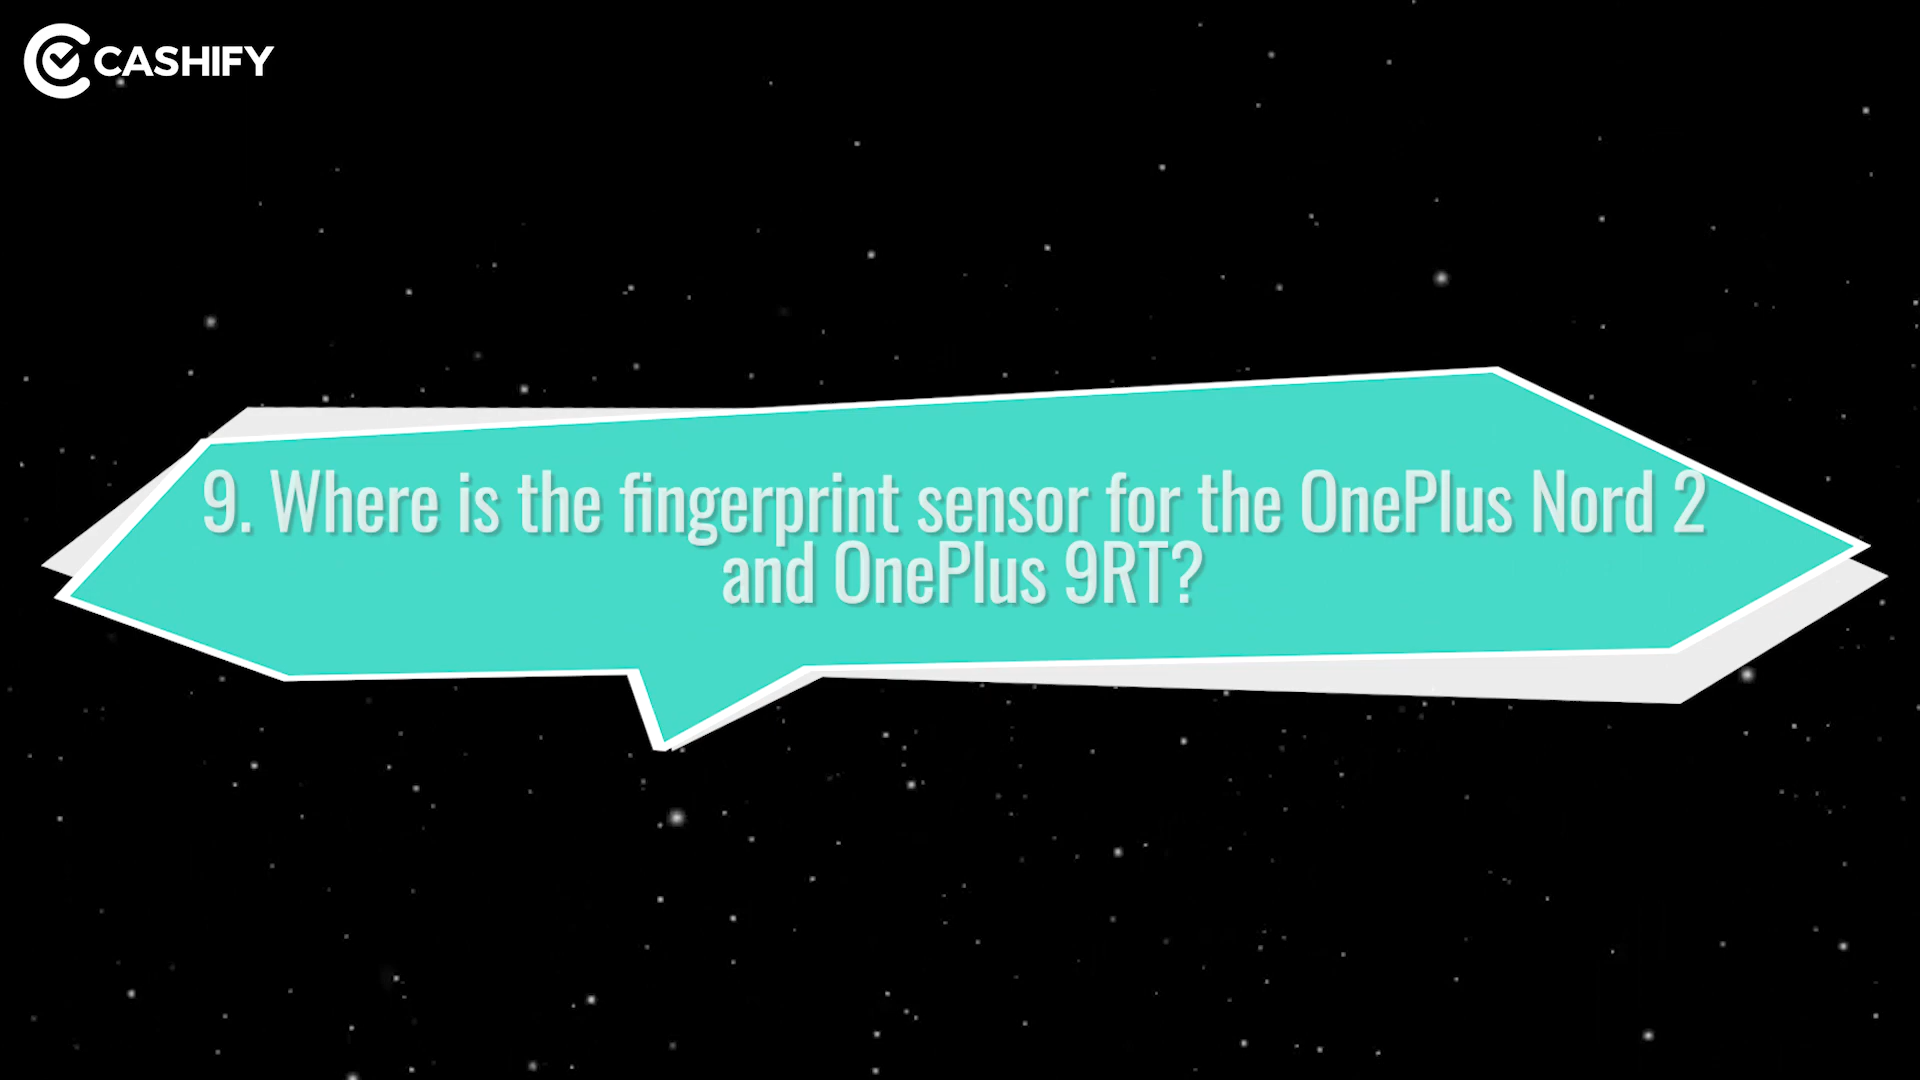 CASHIFY
9. Where is the fingerprint sensor for the OnePlus Nord 2
and OnePlus 9RT?